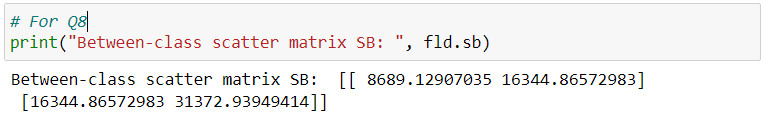 # For Q8
print("Between-class scatter matrix SB: ", fld.sb)
Between-class scatter matrix SB:  [[ 8689.12907035 16344.86572983]
 [16344.86572983 31372.93949414]]